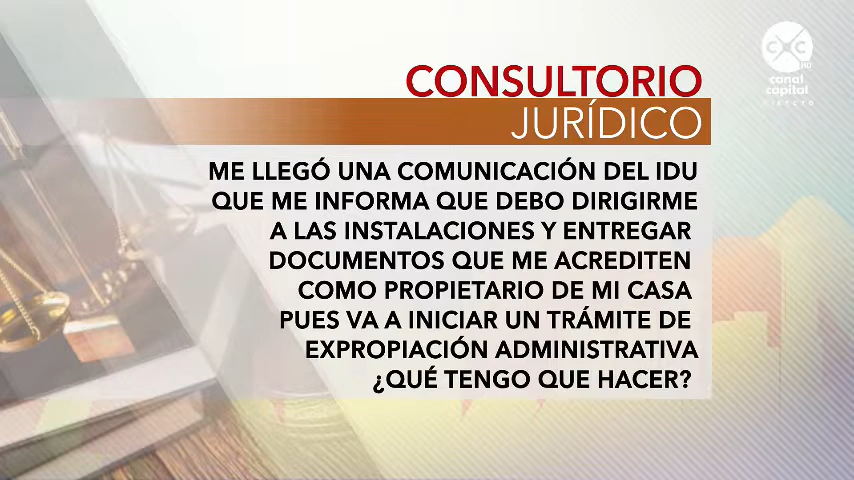 CONSULTORIO
JURÍDICO
ME LLEGÓ UNA COMUNICACIÓN DEL IDU
QUE ME INFORMA QUE DEBO DIRIGIRME
A LAS INSTALACIONES Y ENTREGAR
DOCUMENTOS QUE ME ACREDITEN
COMO PROPIETARIO DE MI CASA
PUES VA A INICIAR UN TRÁMITE DE
EXPROPIACIÓN ADMINISTRATIVA
¿QUÉ TENGO QUE HACER?
CXC
HD
canal
capital